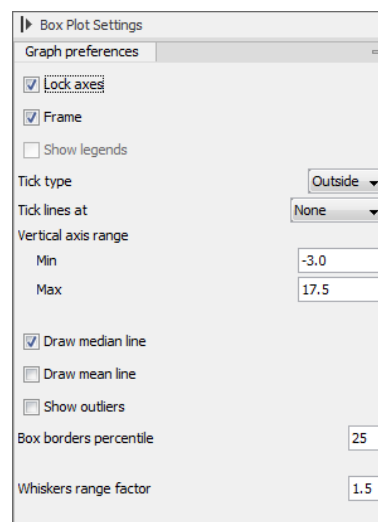 Box Plot Settings
Graph preferences
Lock axes
Frame
Show legends
Tick type Outside
Tick lines at None
Vertical axis range
Min -3.0
Max 17.5
Draw median line
Draw mean line
Show outliers
Box borders percentile 25
Whiskers range factor 1.5